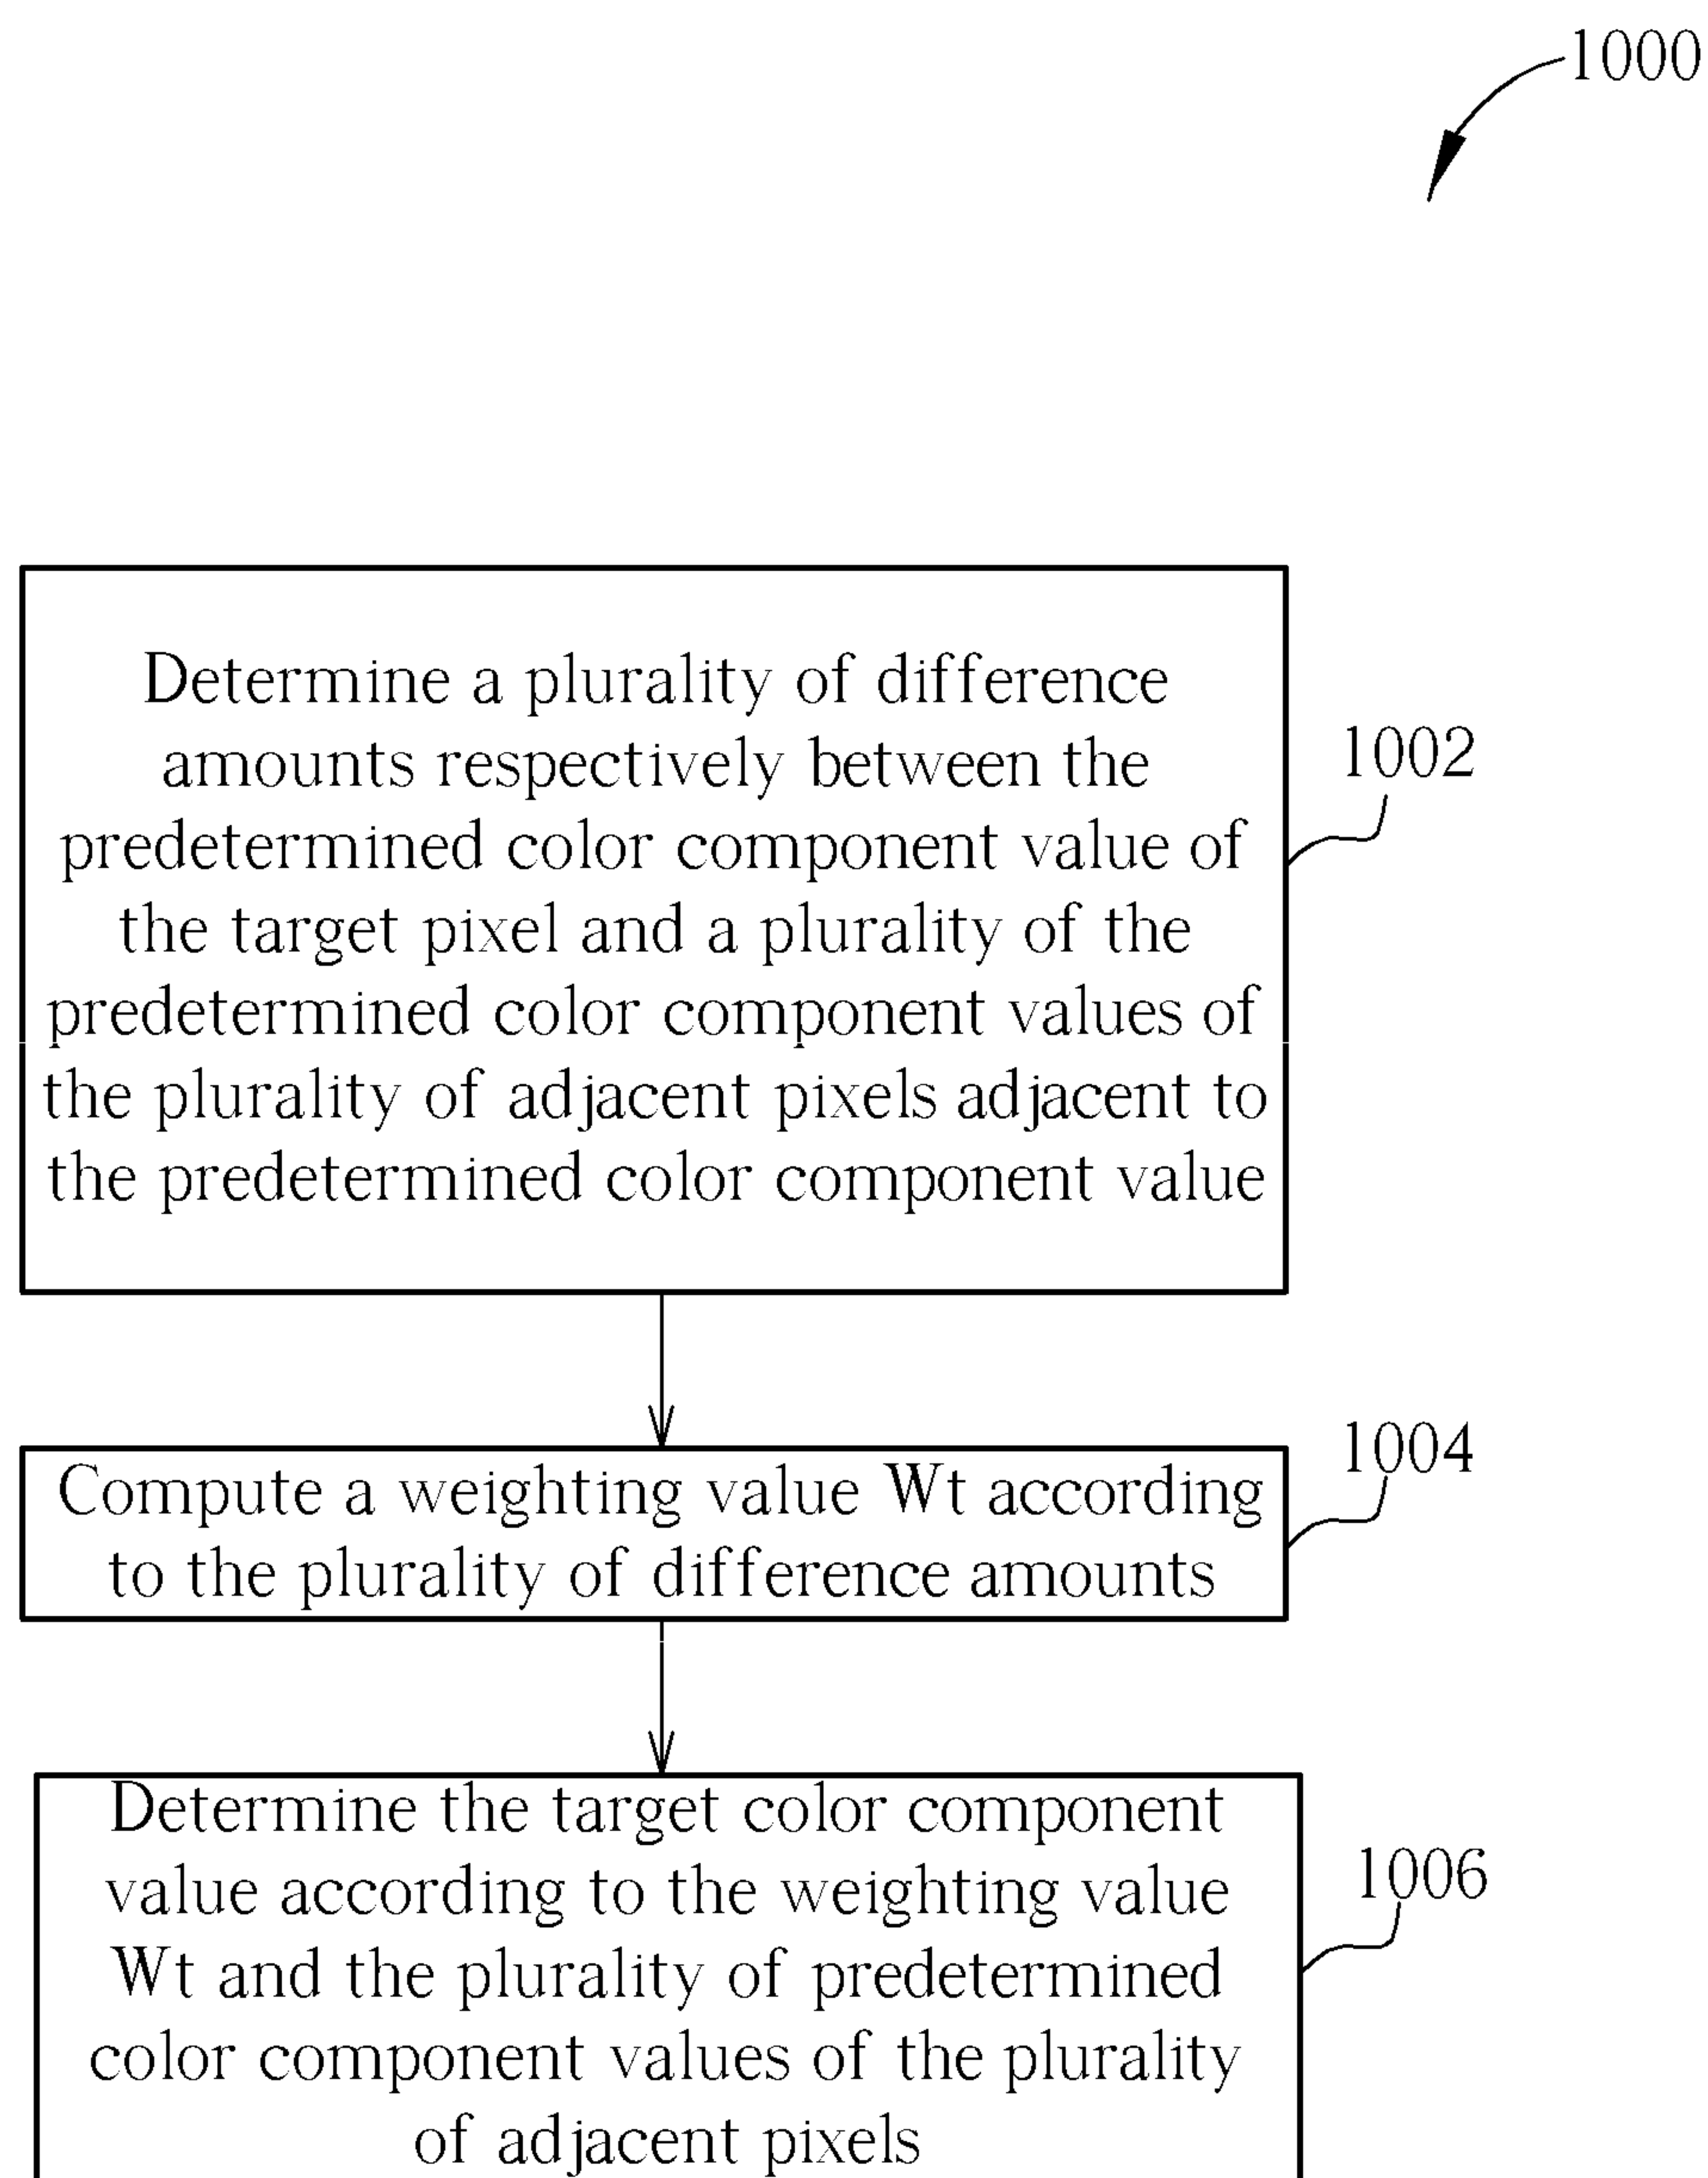 1000
Determine a plurality of difference
amounts respectively between the
predetermined color component value of
the target pixel and a plurality of the
predetermined color component values of
the plurality of adjacent pixels adjacent to
the predetermined color component value
1002
Compute a weighting value Wt according
to the plurality of difference amounts
1004
Determine the target color component
value according to the weighting value
Wt and the plurality of predetermined
color component values of the plurality
of adjacent pixels
1006